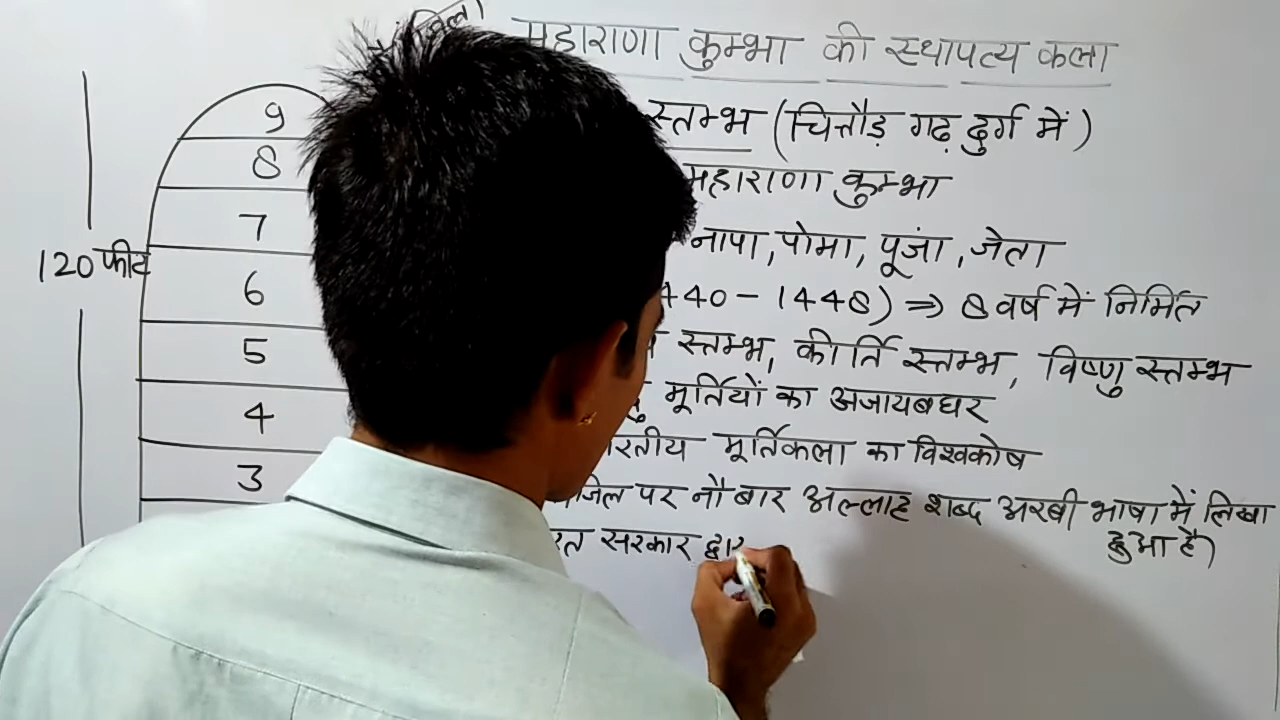 महाराणा कुम्भा की स्थापत्य कला
स्तम्भ (चित्तौड़ गढ़ दुर्ग में)
महाराणा कुम्भा
नापा, पोमा, पूंजा, जेता
440 - 1448) ⇒ 8 वर्ष में निर्मित
स्तम्भ, कीर्ति स्तम्भ, विष्णु स्तम्भ
मूर्तियों का अजायबघर
रतीय मूर्तिकला का विश्वकोष
जिल पर नौ बार अल्लाह शब्द अरबी भाषा में लिखा
हुआ है)
रत सरकार द्वार
9
8
7
120 फीट
6
5
4
3